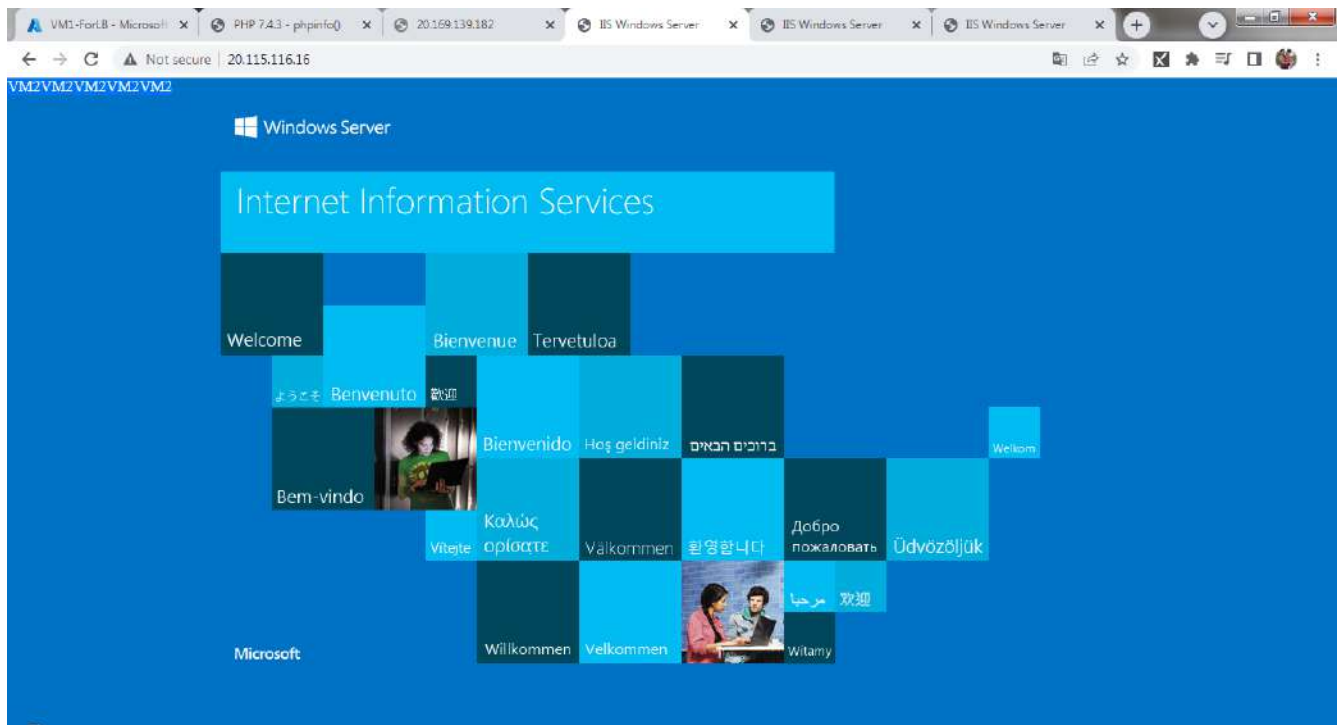 VM1-ForLB - Microsoft
PHP 7.4.3 - phpinfo()
20.169.139.182
IIS Windows Server
IIS Windows Server
IIS Windows Server
Not secure
20.115.116.16
VM2VM2VM2VM2VM2
Windows Server
Internet Information Services
Welcome
Bienvenue
Tervetuloa
ようこそ
Benvenuto
歡迎
Bienvenido
Hoş geldiniz
ברוכים הבאים
Welkom
Bem-vindo
Vítejte
Καλώς
ορίσατε
Välkommen
환영합니다
Добро
пожаловать
Üdvözöljük
Willkommen
Velkommen
مرحبا
欢迎
Witamy
Microsoft